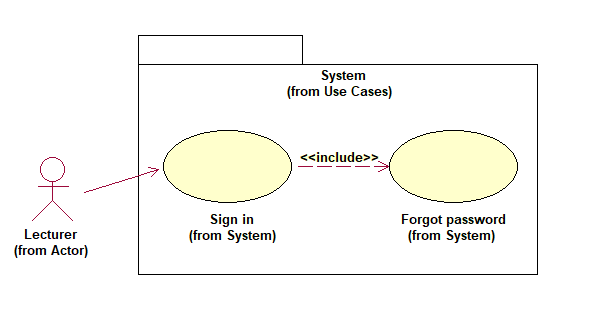 System
(from Use Cases)
<<include>>
Sign in
(from System)
Forgot password
(from System)
Lecturer
(from Actor)